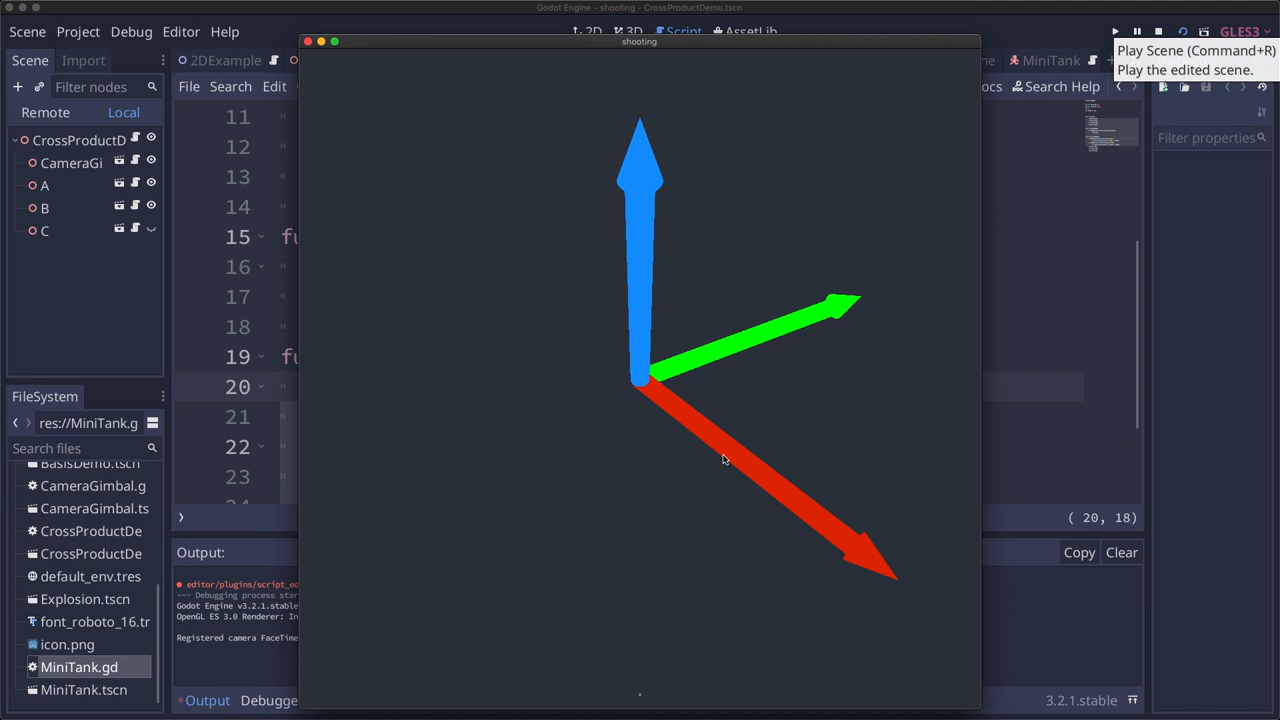 Godot Engine - shooting - CrossProductDemo.tscn
Scene Project Debug Editor Help
2D 3D Script AssetLib
GLES3
shooting
Play Scene (Command+R)
Play the edited scene.
Scene Import
2DExample
MiniTank
Filter nodes
File Search Edit
Search Help
Remote Local
Filter properties
CrossProductD
CameraGi
A
B
C
11
12
13
14
15
16
17
18
19
20
21
22
23
( 20, 18)
FileSystem
res://MiniTank.g
Search files
BasisDemo.tscn
CameraGimbal.g
CameraGimbal.ts
CrossProductDe
CrossProductDe
default_env.tres
Explosion.tscn
font_roboto_16.tr
icon.png
MiniTank.gd
MiniTank.tscn
Output:
Copy Clear
editor/plugins/script_ed
--- Debugging process star
Godot Engine v3.2.1.stable
OpenGL ES 3.0 Renderer: In
Registered camera FaceTime
Output Debugge
3.2.1.stable